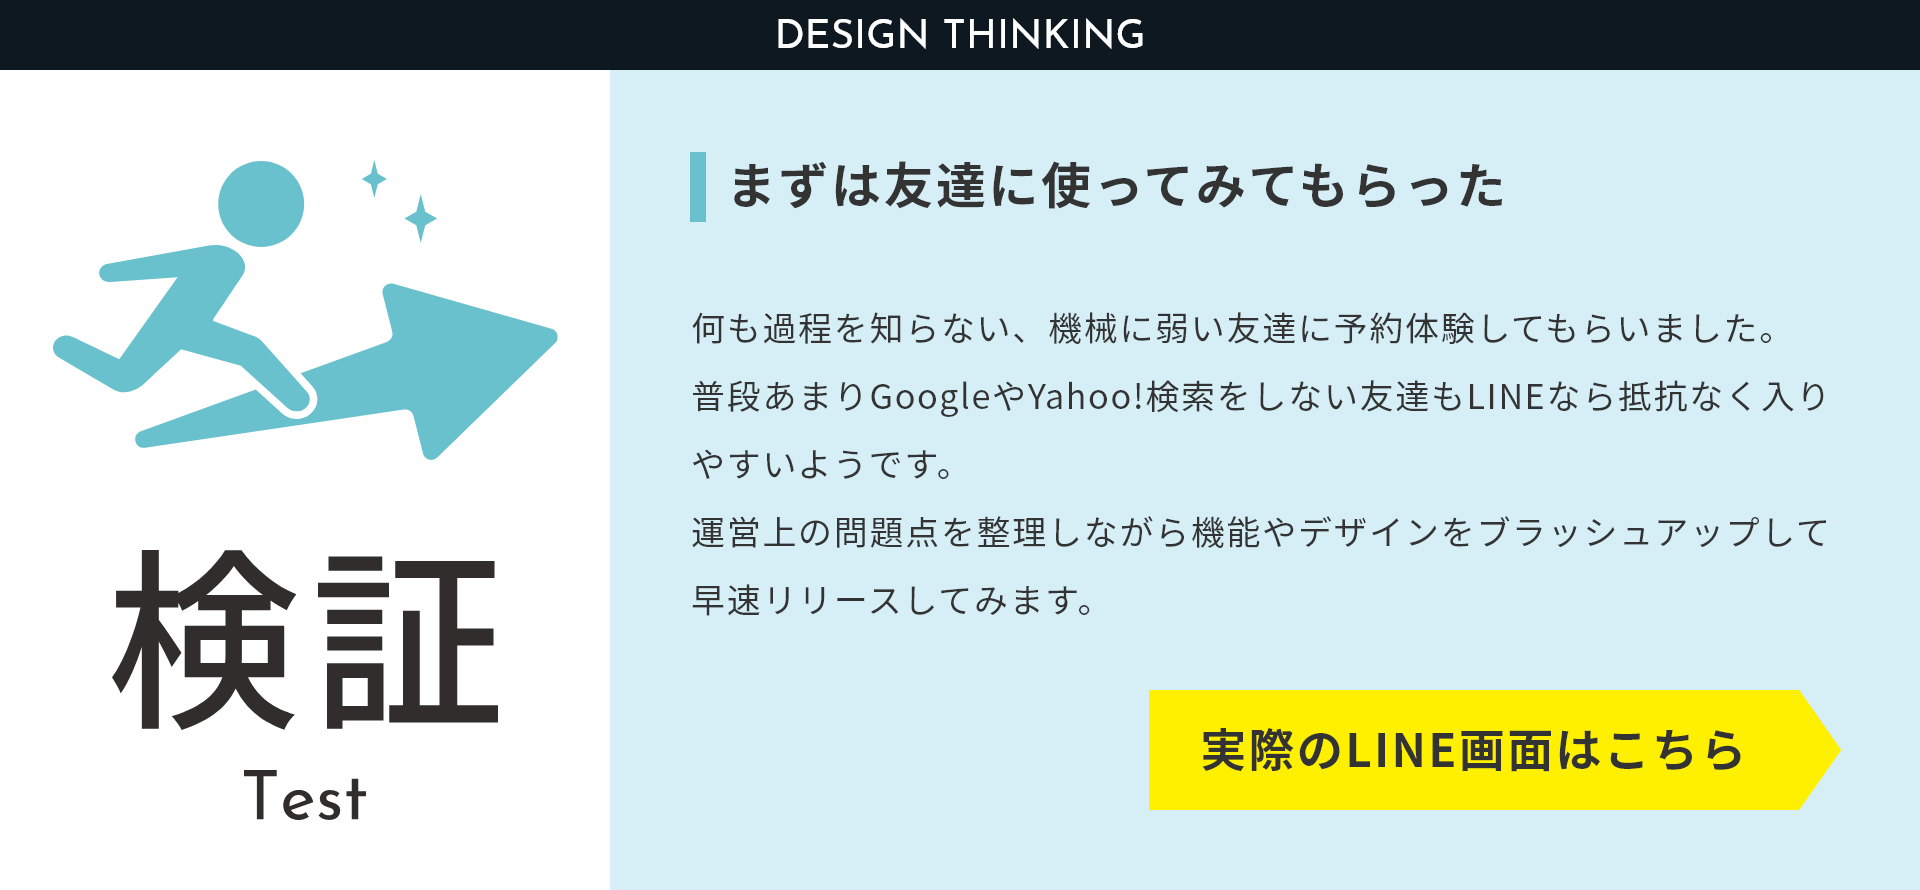 DESIGN THINKING
検証
Test
まずは友達に使ってみてもらった
何も過程を知らない、機械に弱い友達に予約体験してもらいました。
普段あまりGoogleやYahoo!検索をしない友達もLINEなら抵抗なく入り
やすいようです。
運営上の問題点を整理しながら機能やデザインをブラッシュアップして
早速リリースしてみます。
実際のLINE画面はこちら